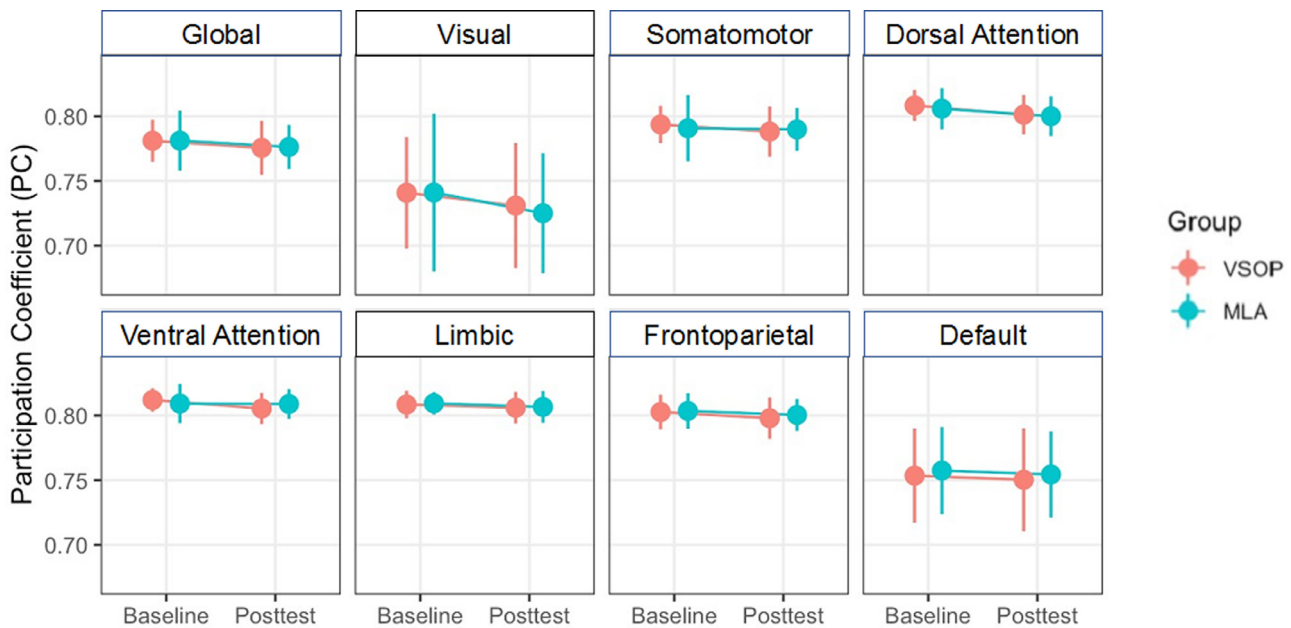 Global Visual Somatomotor Dorsal Attention
0.80
0.75
0.70
Participation Coefficient (PC)
Group
VSOP
MLA
Ventral Attention Limbic Frontoparietal Default
0.80
0.75
0.70
Baseline Posttest Baseline Posttest Baseline Posttest Baseline Posttest